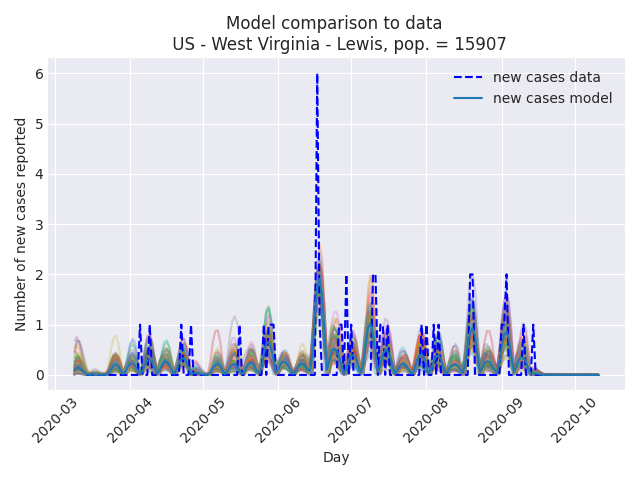 Model comparison to data
US - West Virginia - Lewis, pop. = 15907
new cases data
new cases model
Number of new cases reported
6
5
4
3
2
1
0
2020-03
2020-04
2020-05
2020-06
2020-07
2020-08
2020-09
2020-10
Day